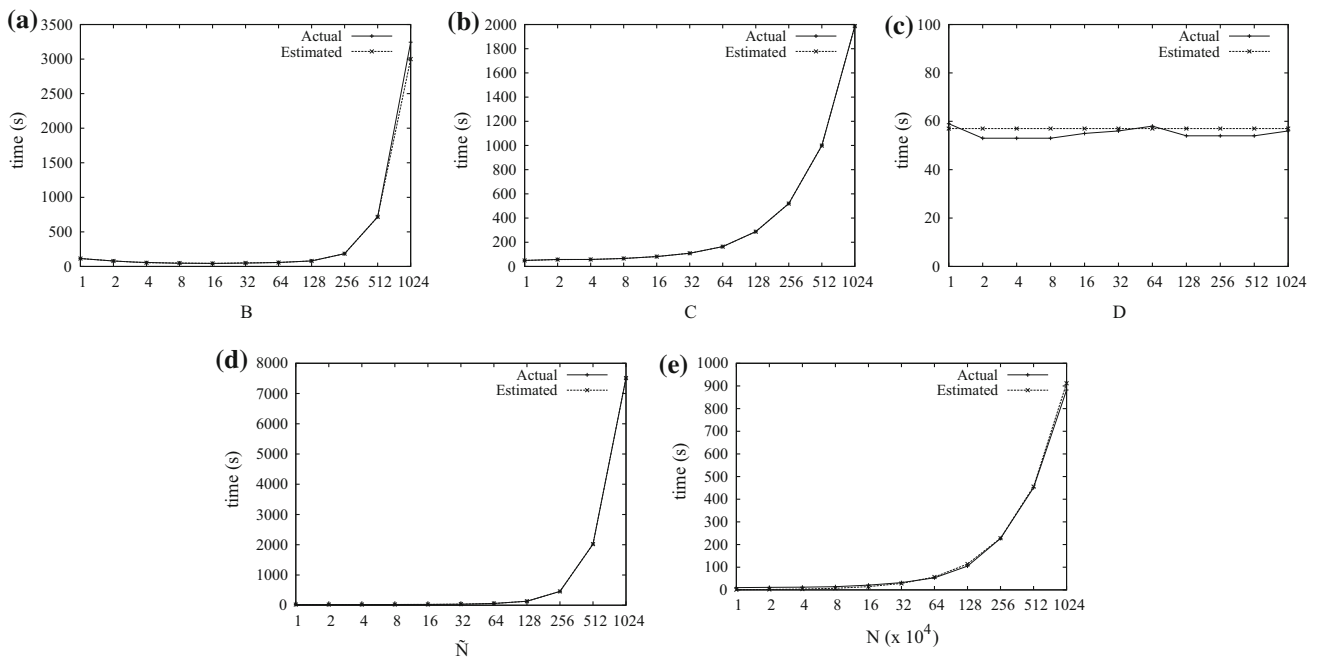 (a)
3500
3000
2500
2000
1500
1000
500
0
time (s)
Actual
Estimated
1 2 4 8 16 32 64 128 256 512 1024
B
(b)
2000
1800
1600
1400
1200
1000
800
600
400
200
0
time (s)
Actual
Estimated
1 2 4 8 16 32 64 128 256 512 1024
C
(c)
100
80
60
40
20
0
time (s)
Actual
Estimated
1 2 4 8 16 32 64 128 256 512 1024
D
(d)
8000
7000
6000
5000
4000
3000
2000
1000
0
time (s)
Actual
Estimated
1 2 4 8 16 32 64 128 256 512 1024
Ñ
(e)
1000
900
800
700
600
500
400
300
200
100
0
time (s)
Actual
Estimated
1 2 4 8 16 32 64 128 256 512 1024
N (x 10⁴)